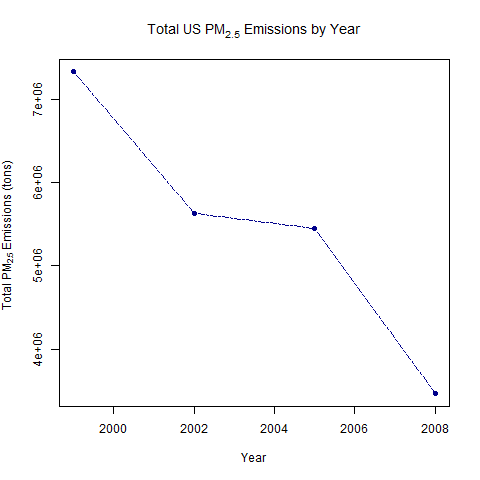 Total US PM2.5 Emissions by Year
Total PM2.5 Emissions (tons)
7e+06
6e+06
5e+06
4e+06
2000 2002 2004 2006 2008
Year